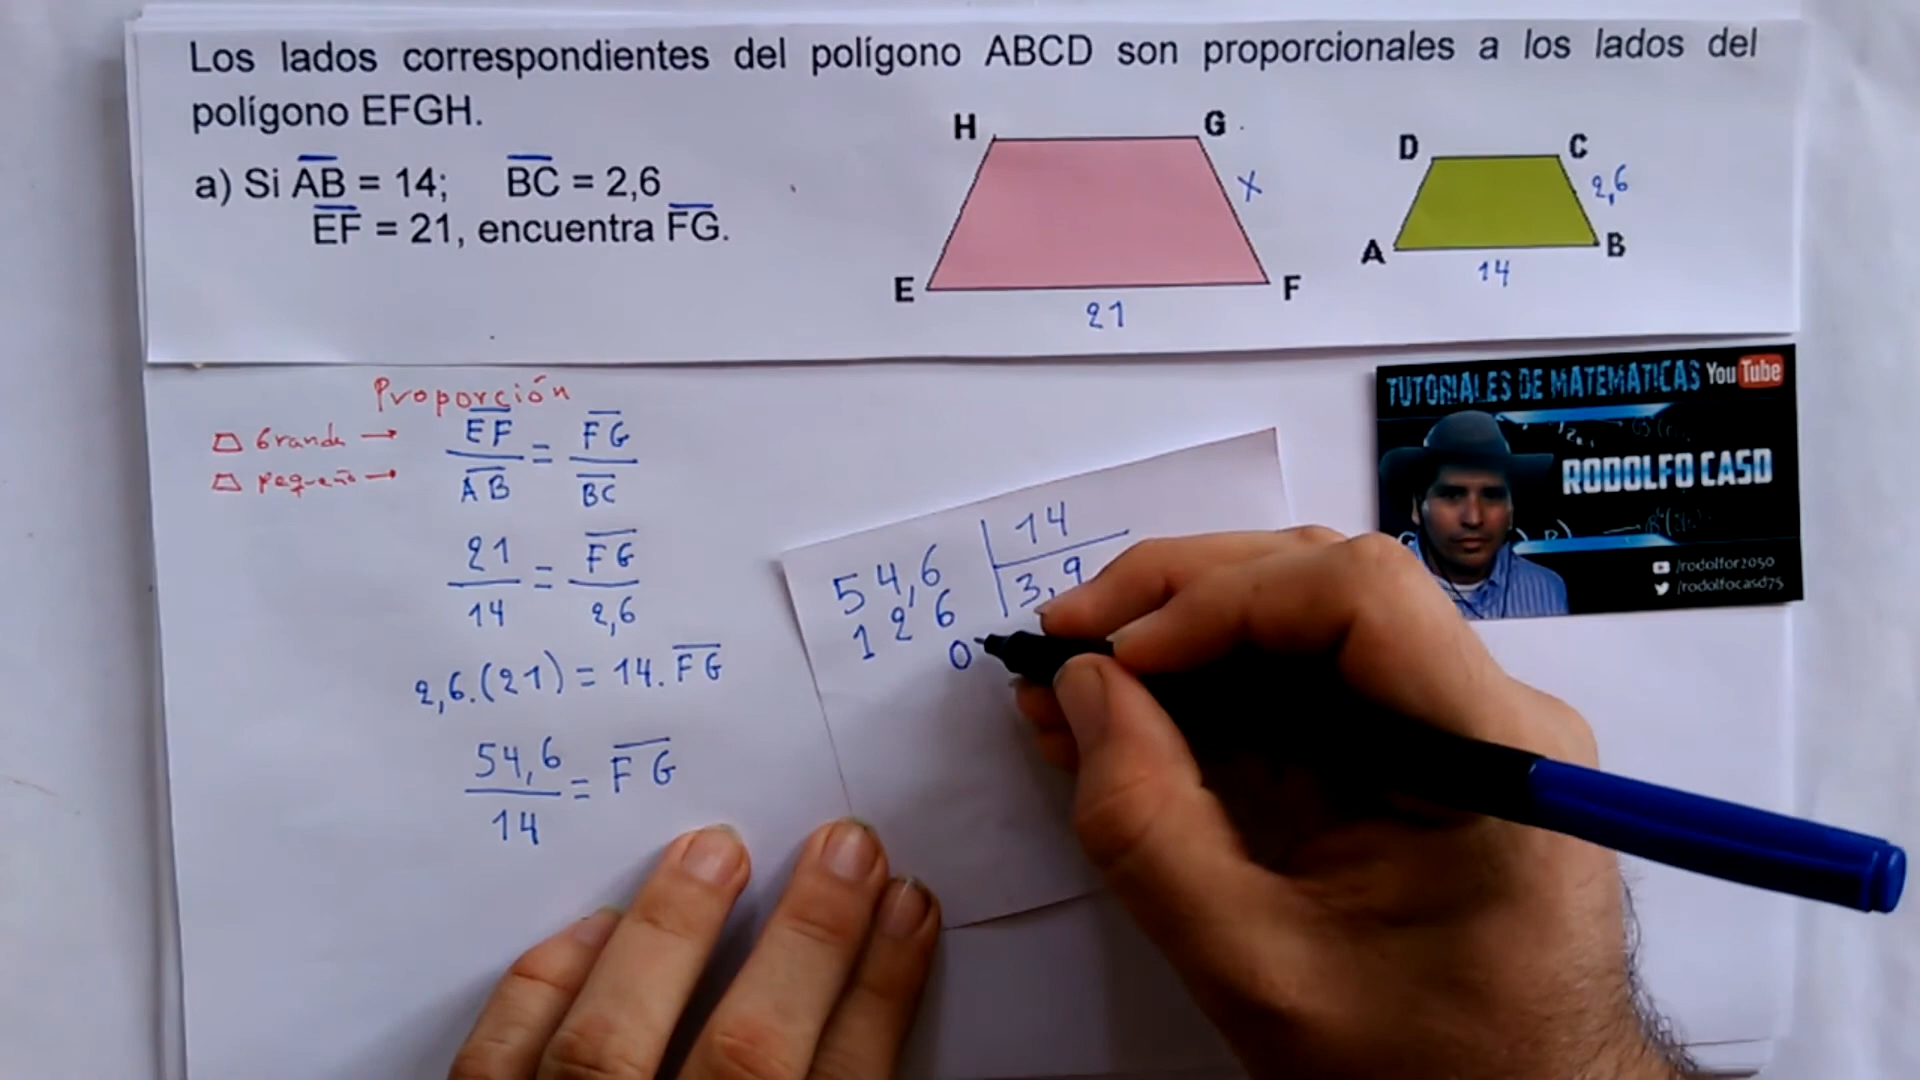 Los lados correspondientes del polígono ABCD son proporcionales a los lados del
polígono EFGH.
a) Si AB = 14; BC = 2,6
EF = 21, encuentra FG.
H
G
E
F
x
21
D
C
A
B
2,6
14
Proporción
Grande →
pequeño →
EF/AB = FG/BC
21/14 = FG/2,6
2,6.(21) = 14.FG
54,6/14 = FG
54,6 | 14
126 3,9
0
TUTORIALES DE MATEMATICAS YouTube
RODOLFO CASO
/rodolfor2050
/rodolfocasd75